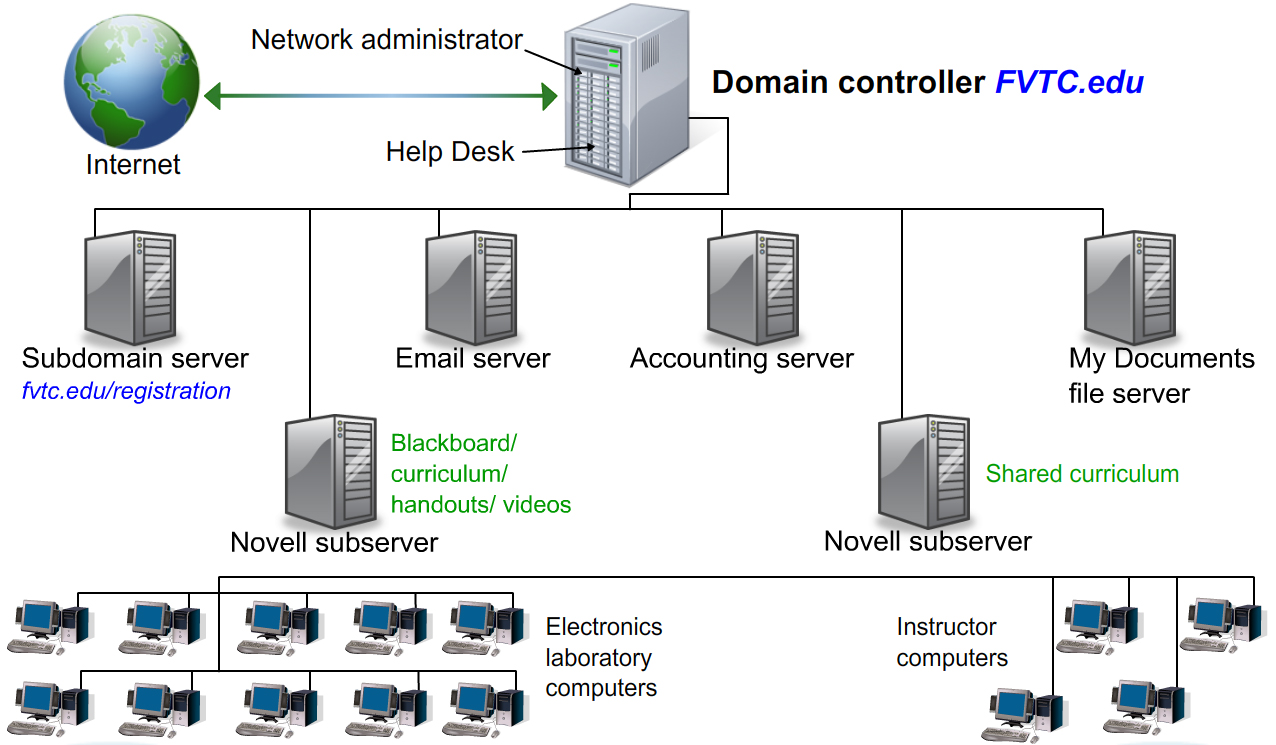 Network administrator
Domain controller FVTC.edu
Help Desk
Internet
Subdomain server
fvtc.edu/registration
Email server
Accounting server
My Documents
file server
Blackboard/
curriculum/
handouts/ videos
Novell subserver
Shared curriculum
Novell subserver
Electronics
laboratory
computers
Instructor
computers